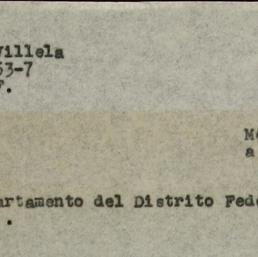 Villela
53-7
F.
M
a
artamento del Distrito Fede
.